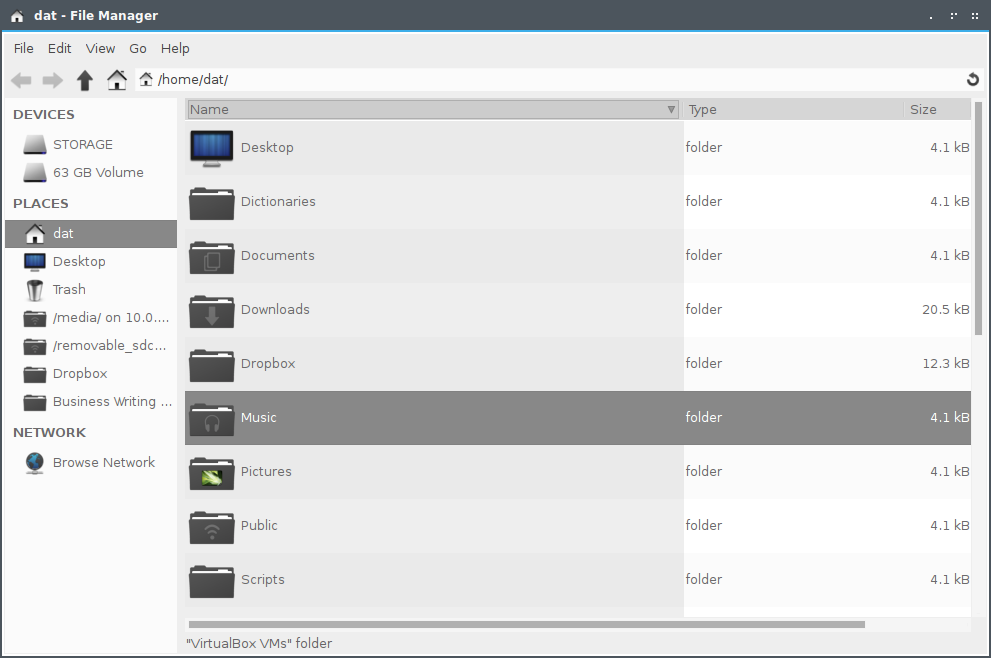 dat - File Manager
File Edit View Go Help
/home/dat/
DEVICES
STORAGE
63 GB Volume
PLACES
dat
Desktop
Trash
/media/ on 10.0....
/removable_sdc...
Dropbox
Business Writing ...
NETWORK
Browse Network
Name Type Size
Desktop folder 4.1 kB
Dictionaries folder 4.1 kB
Documents folder 4.1 kB
Downloads folder 20.5 kB
Dropbox folder 12.3 kB
Music folder 4.1 kB
Pictures folder 4.1 kB
Public folder 4.1 kB
Scripts folder 4.1 kB
"VirtualBox VMs" folder